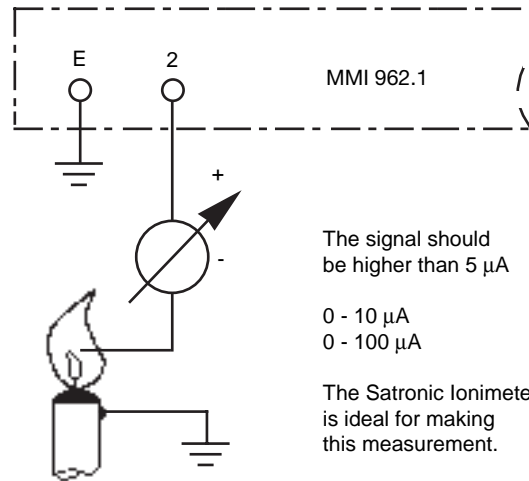 E 2
MMI 962.1
+
-
The signal should
be higher than 5 µA
0 - 10 µA
0 - 100 µA
The Satronic Ionimete
is ideal for making
this measurement.